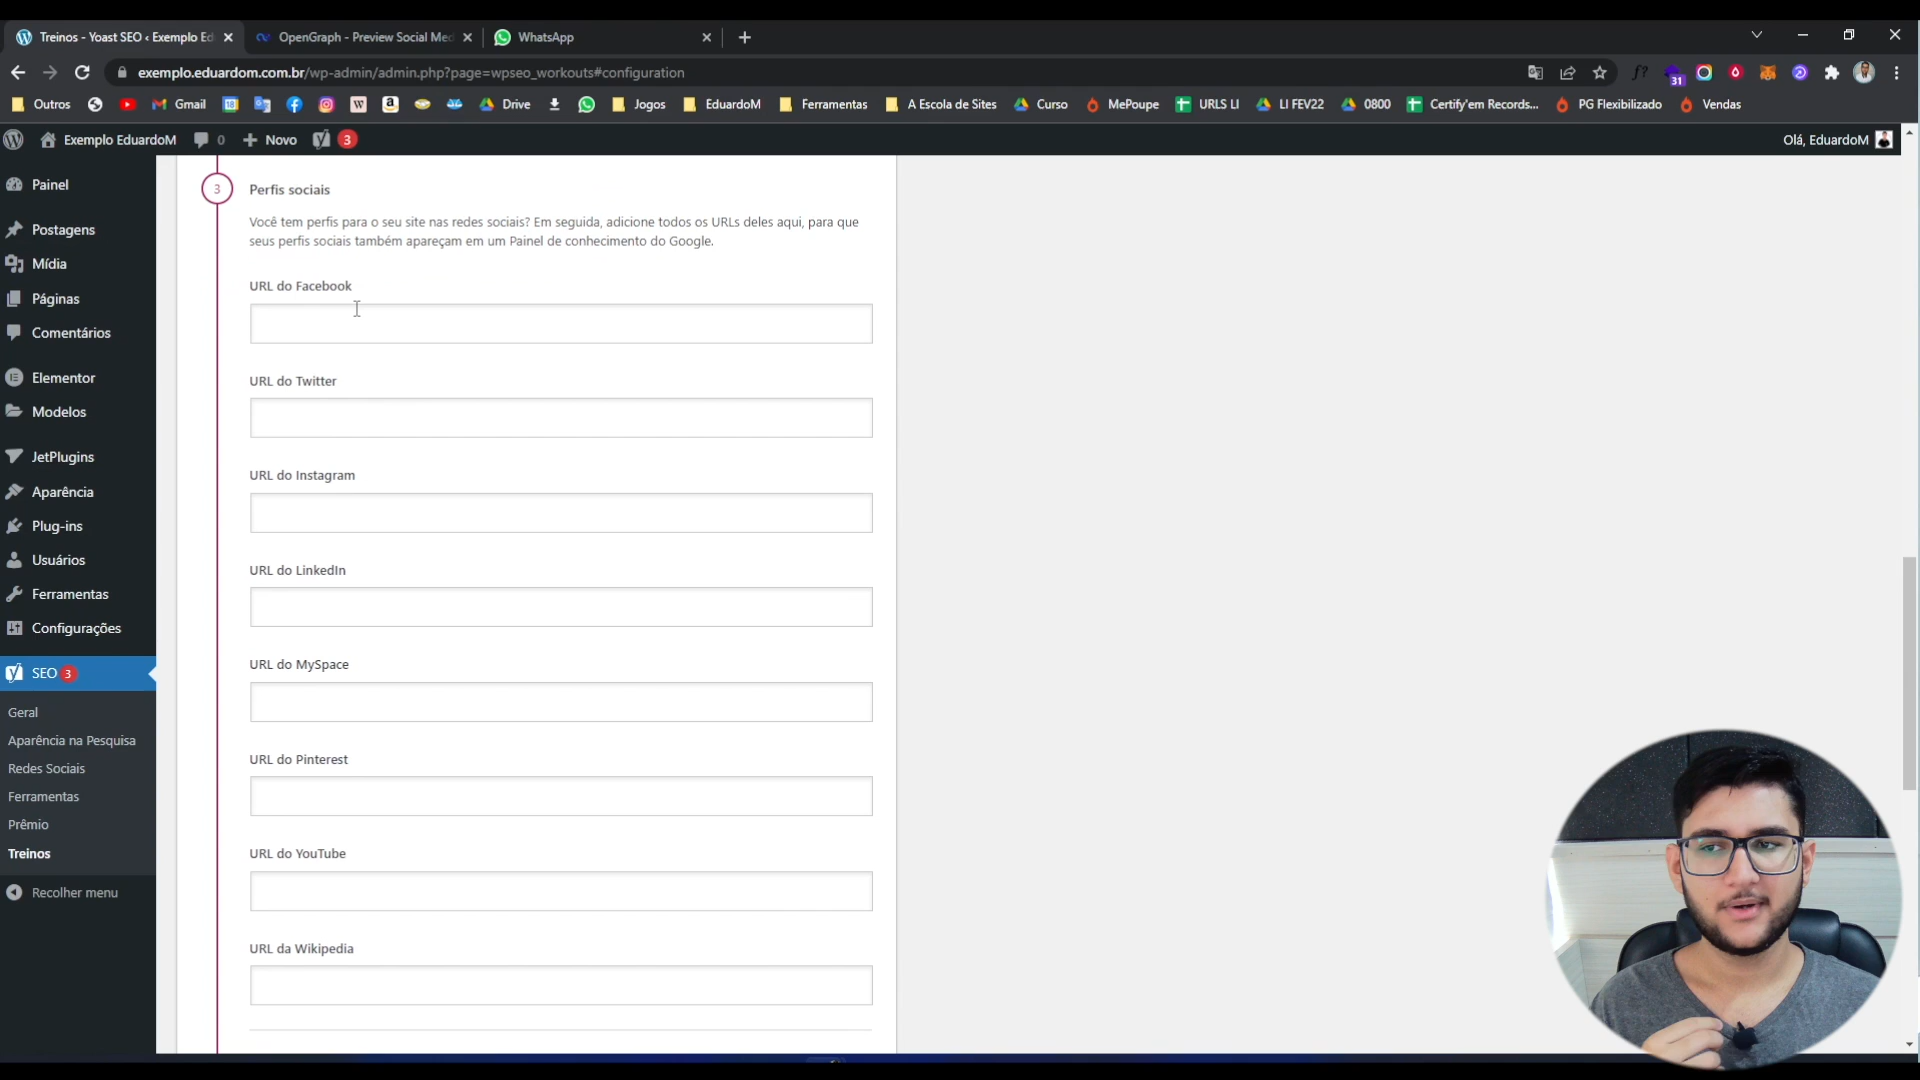 Treinos - Yoast SEO ‹ Exemplo Ed
OpenGraph - Preview Social Med
WhatsApp
exemplo.eduardom.com.br/wp-admin/admin.php?page=wpseo_workouts#configuration
31
Outros
Gmail
Drive
Jogos
EduardoM
Ferramentas
A Escola de Sites
Curso
MePoupe
URLS LI
LI FEV22
0800
Certify'em Records...
PG Flexibilizado
Vendas
Exemplo EduardoM
0
Novo
3
Olá, EduardoM
Painel
Postagens
Mídia
Páginas
Comentários
Elementor
Modelos
JetPlugins
Aparência
Plug-ins
Usuários
Ferramentas
Configurações
SEO 3
Geral
Aparência na Pesquisa
Redes Sociais
Ferramentas
Prêmio
Treinos
Recolher menu
3
Perfis sociais
Você tem perfis para o seu site nas redes sociais? Em seguida, adicione todos os URLs deles aqui, para que
seus perfis sociais também apareçam em um Painel de conhecimento do Google.
URL do Facebook
URL do Twitter
URL do Instagram
URL do LinkedIn
URL do MySpace
URL do Pinterest
URL do YouTube
URL da Wikipedia